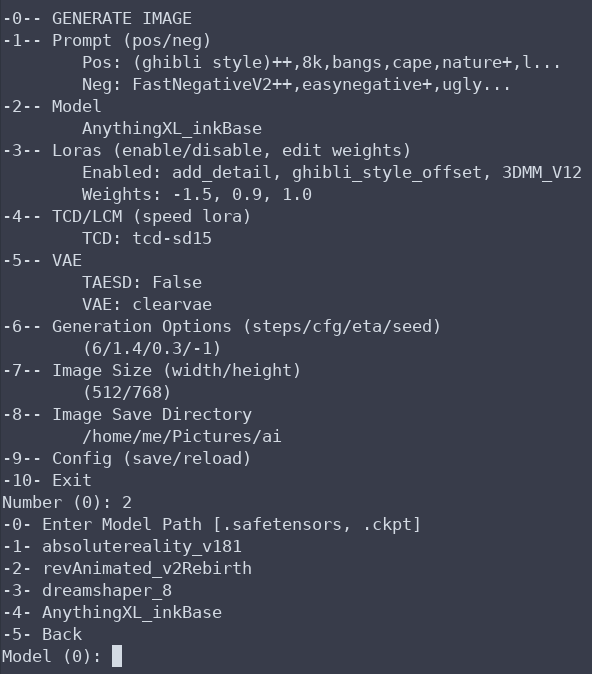 -0-- GENERATE IMAGE
-1-- Prompt (pos/neg)
Pos: (ghibli style)++,8k,bangs,cape,nature+,l...
Neg: FastNegativeV2++,easynegative+,ugly...
-2-- Model
AnythingXL_inkBase
-3-- Loras (enable/disable, edit weights)
Enabled: add_detail, ghibli_style_offset, 3DMM_V12
Weights: -1.5, 0.9, 1.0
-4-- TCD/LCM (speed lora)
TCD: tcd-sd15
-5-- VAE
TAESD: False
VAE: clearvae
-6-- Generation Options (steps/cfg/eta/seed)
(6/1.4/0.3/-1)
-7-- Image Size (width/height)
(512/768)
-8-- Image Save Directory
/home/me/Pictures/ai
-9-- Config (save/reload)
-10- Exit
Number (0): 2
-0- Enter Model Path [.safetensors, .ckpt]
-1- absolutereality_v181
-2- revAnimated_v2Rebirth
-3- dreamshaper_8
-4- AnythingXL_inkBase
-5- Back
Model (0):